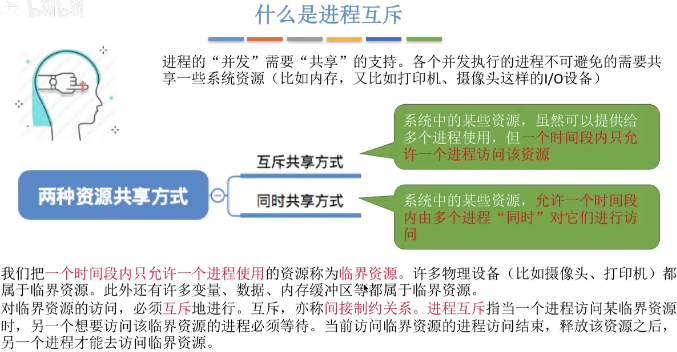 什么是进程互斥
bilibili
进程的“并发”需要“共享”的支持。各个并发执行的进程不可避免的需要共
享一些系统资源（比如内存，又比如打印机、摄像头这样的I/O设备）
系统中的某些资源，虽然可以提供给
多个进程使用，但一个时间段内只允
许一个进程访问该资源
互斥共享方式
两种资源共享方式
同时共享方式
系统中的某些资源，允许一个时间段
内由多个进程“同时”对它们进行访
问
我们把一个时间段内只允许一个进程使用的资源称为临界资源。许多物理设备（比如摄像头、打印机）都
属于临界资源。此外还有许多变量、数据、内存缓冲区等都属于临界资源。
对临界资源的访问，必须互斥地进行。互斥，亦称间接制约关系。进程互斥指当一个进程访问某临界资源
时，另一个想要访问该临界资源的进程必须等待。当前访问临界资源的进程访问结束，释放该资源之后，
另一个进程才能去访问临界资源。